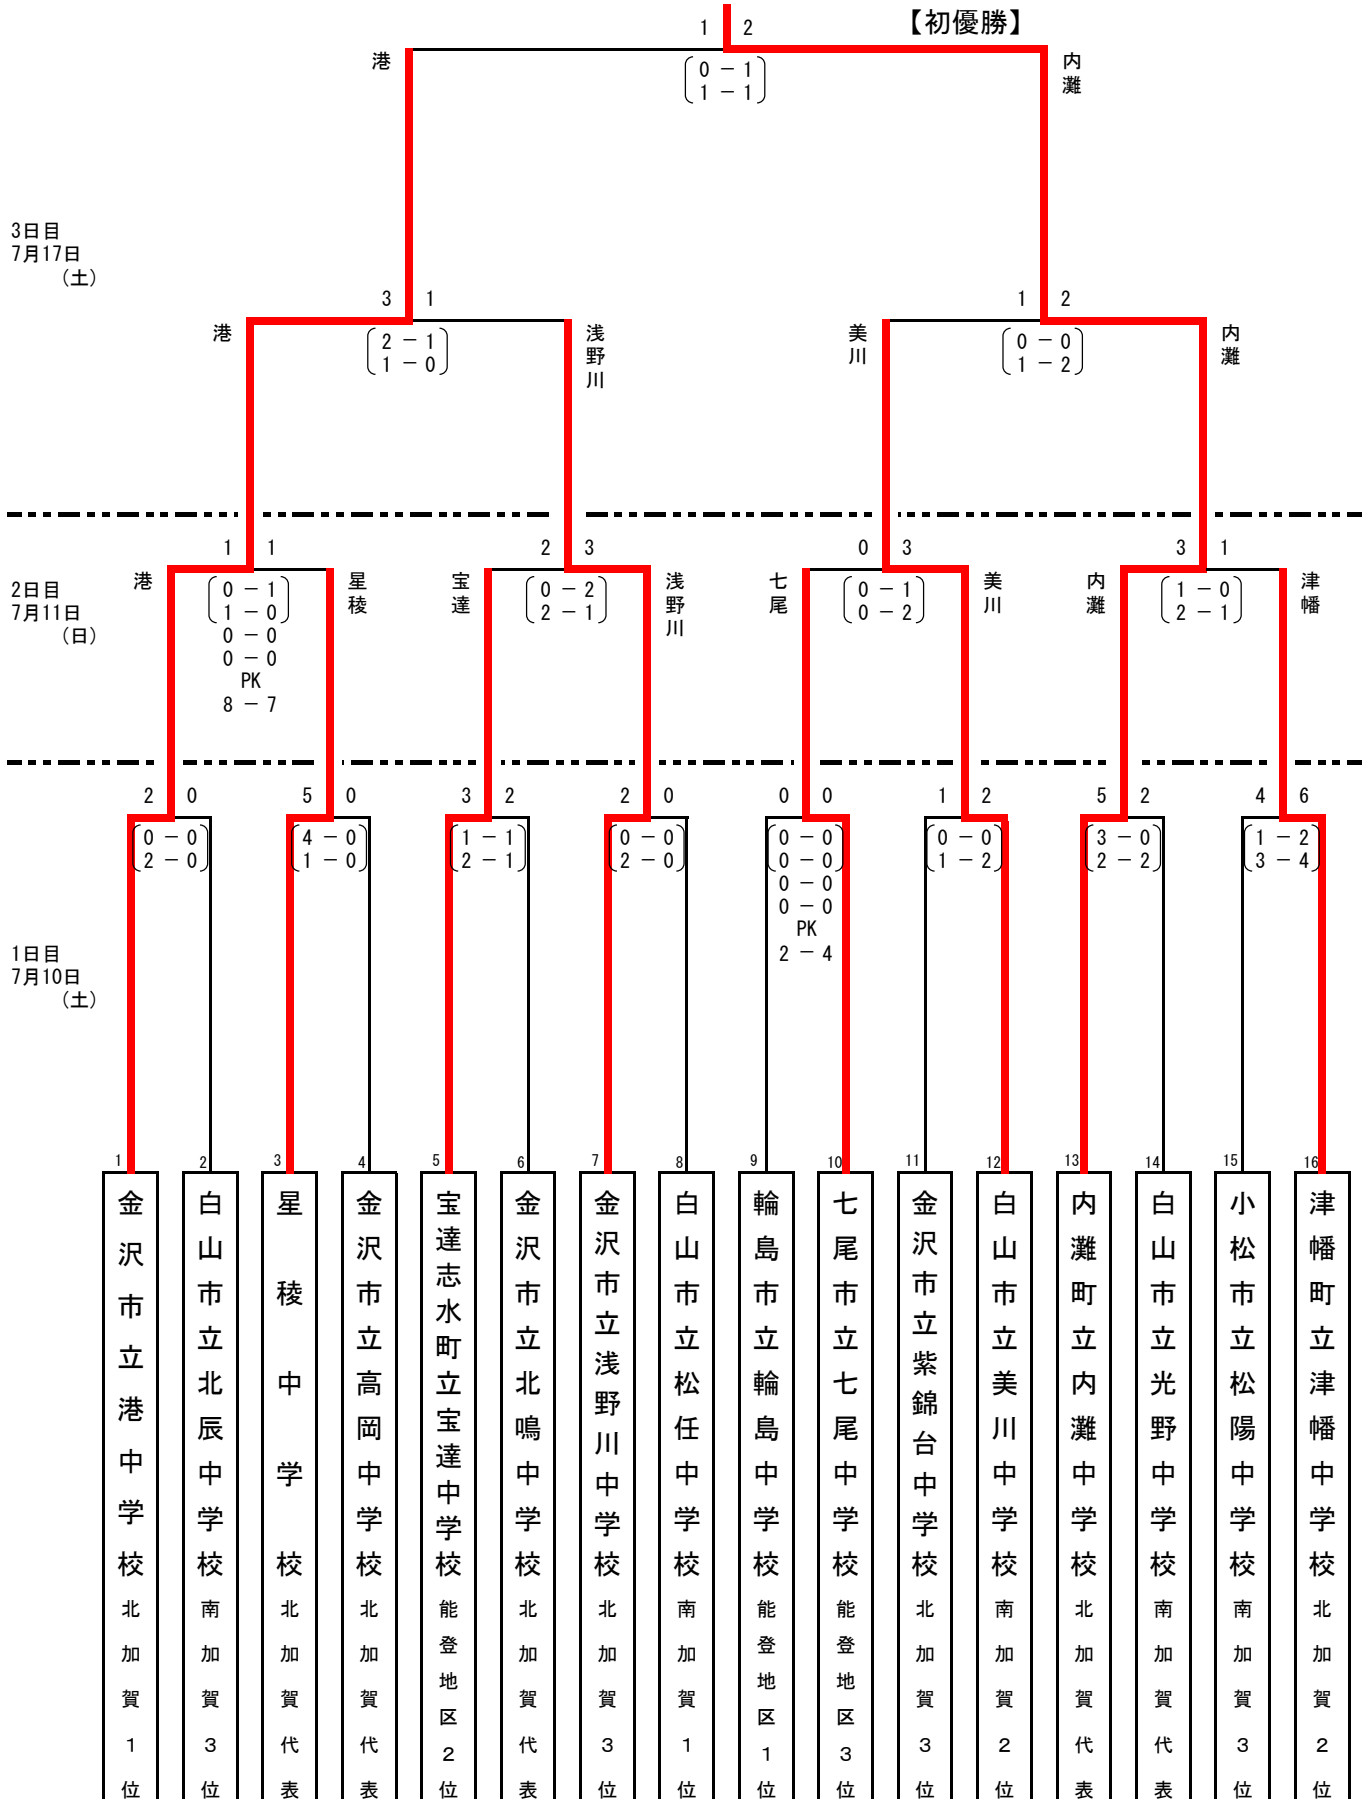 【初優勝】
1 2
港
内灘
0 － 1
1 － 1
3日目
7月17日
（土）
3 1
1 2
港
浅野川
美川
内灘
2 － 1
1 － 0
0 － 0
1 － 2
2日目
7月11日
（日）
1 1
2 3
0 3
3 1
港
星稜
宝達
浅野川
七尾
美川
内灘
津幡
0 － 1
1 － 0
0 － 0
0 － 0
PK
8 － 7
0 － 2
2 － 1
0 － 1
0 － 2
1 － 0
2 － 1
1日目
7月10日
（土）
2 0
5 0
3 2
2 0
0 0
1 2
5 2
4 6
0 － 0
2 － 0
4 － 0
1 － 0
1 － 1
2 － 1
0 － 0
2 － 0
0 － 0
0 － 0
0 － 0
0 － 0
PK
2 － 4
0 － 0
1 － 2
3 － 0
2 － 2
1 － 2
3 － 4
1
金沢市立港中学校 北加賀1位
2
白山市立北辰中学校 南加賀3位
3
星稜中学校 北加賀代表
4
金沢市立高岡中学校 北加賀代表
5
宝達志水町立宝達中学校 能登地区2位
6
金沢市立北鳴中学校 北加賀代表
7
金沢市立浅野川中学校 北加賀3位
8
白山市立松任中学校 南加賀1位
9
輪島市立輪島中学校 能登地区1位
10
七尾市立七尾中学校 能登地区3位
11
金沢市立紫錦台中学校 北加賀3位
12
白山市立美川中学校 南加賀2位
13
内灘町立内灘中学校 北加賀代表
14
白山市立光野中学校 南加賀代表
15
小松市立松陽中学校 南加賀3位
16
津幡町立津幡中学校 北加賀2位